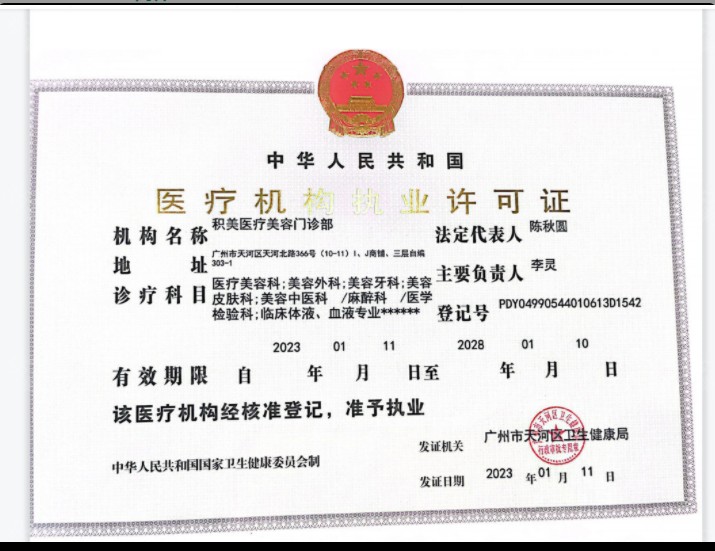 中华人民共和国
医疗机构执业许可证
机构名称 积美医疗美容门诊部
法定代表人 陈秋圆
地址 广州市天河区天河北路366号（10-11）I、J商铺、三层自编
303-1
主要负责人 李灵
诊疗科目 医疗美容科;美容外科;美容牙科;美容
皮肤科;美容中医科 /麻醉科 /医学
检验科;临床体液、血液专业******
登记号 PDY04990544010613D1542
2023 01 11 2028 01 10
有效期限 自 年 月 日至 年 月 日
该医疗机构经核准登记，准予执业
发证机关 广州市天河区卫生健康局
中华人民共和国国家卫生健康委员会制
发证日期 2023 年 01 月 11 日